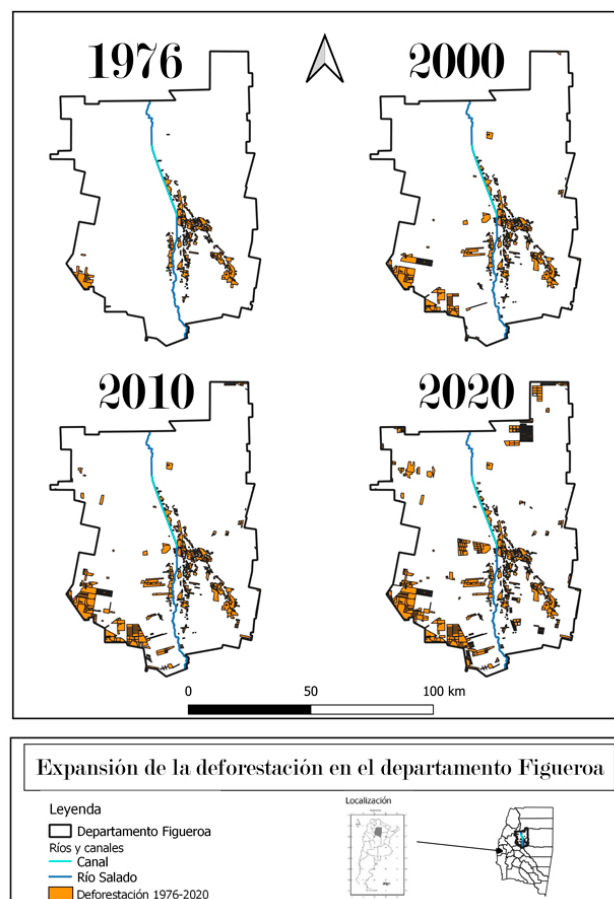 1976
2000
2010
2020
0
50
100 km
Expansión de la deforestación en el departamento Figueroa
Leyenda
Departamento Figueroa
Ríos y canales
Canal
Río Salado
Deforestación 1976-2020
Localización